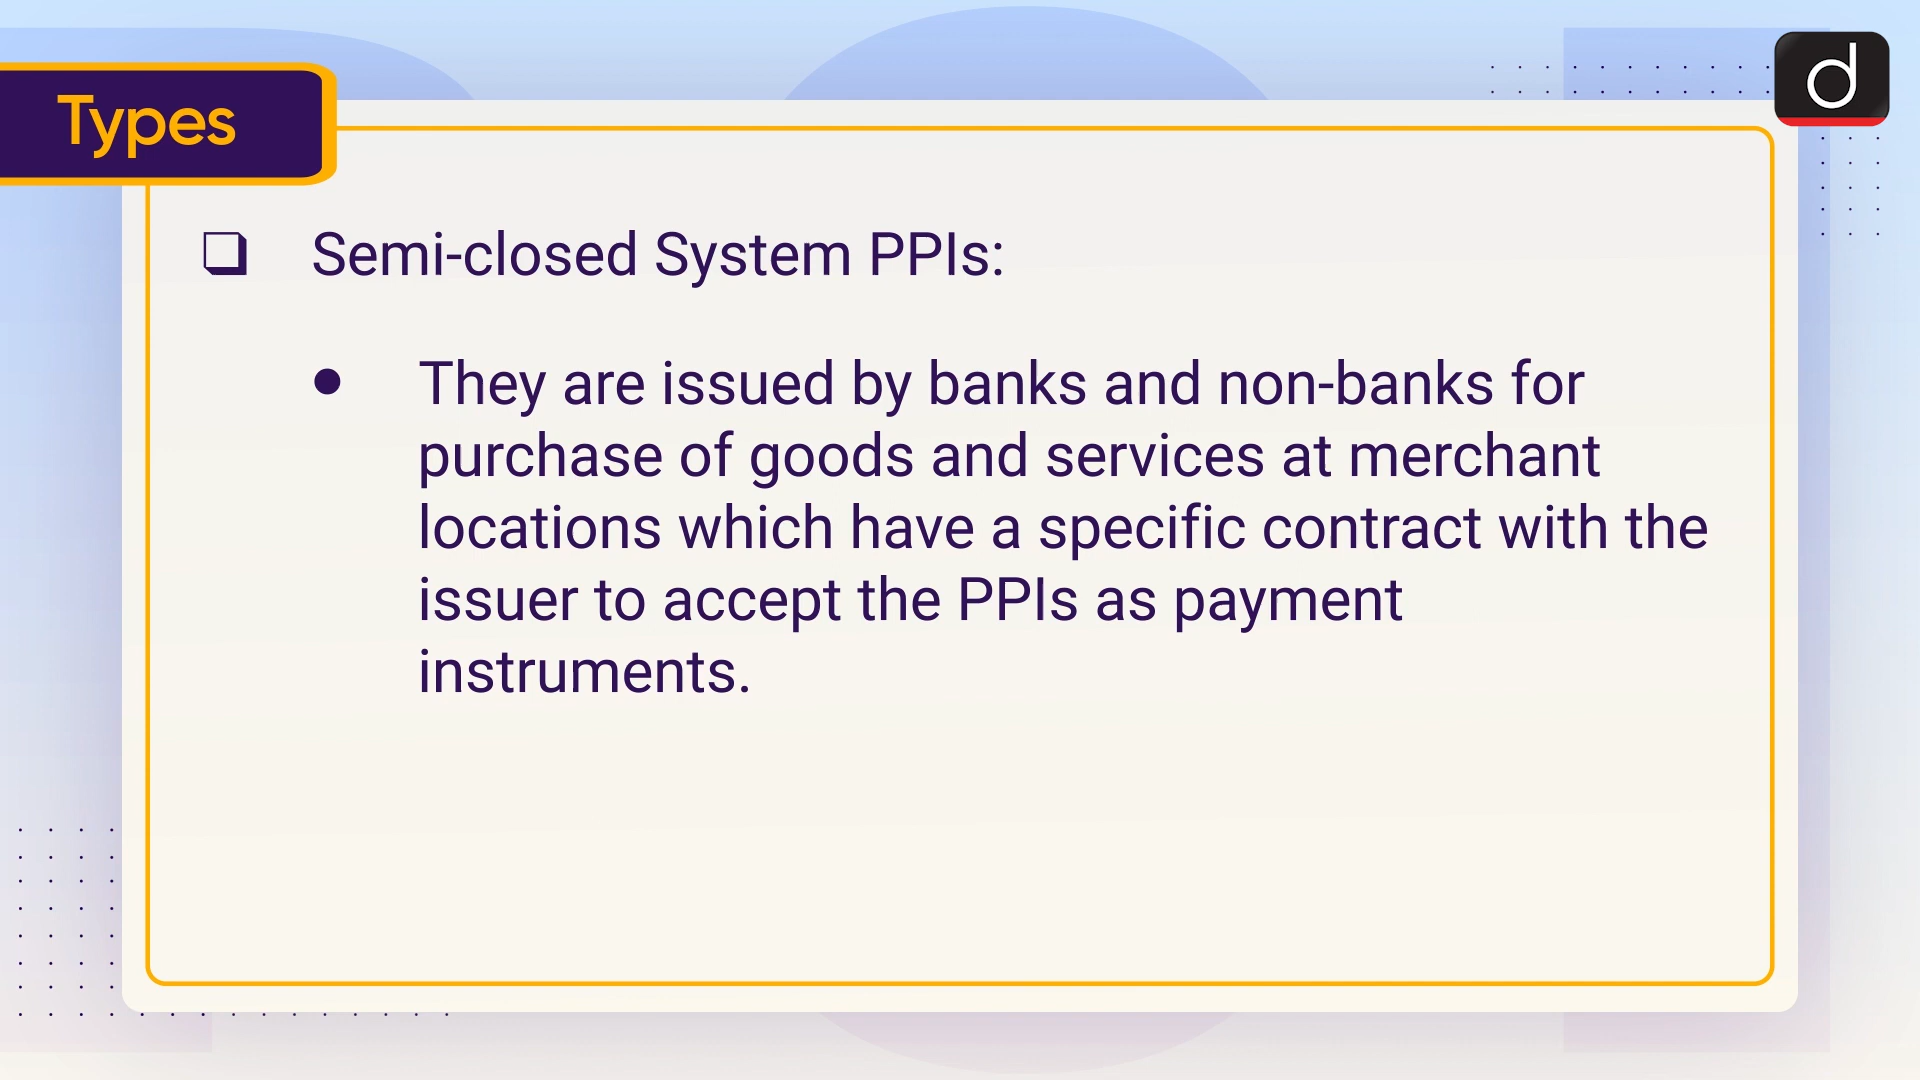 Types
d
❑ Semi-closed System PPIs:
● They are issued by banks and non-banks for
purchase of goods and services at merchant
locations which have a specific contract with the
issuer to accept the PPIs as payment
instruments.